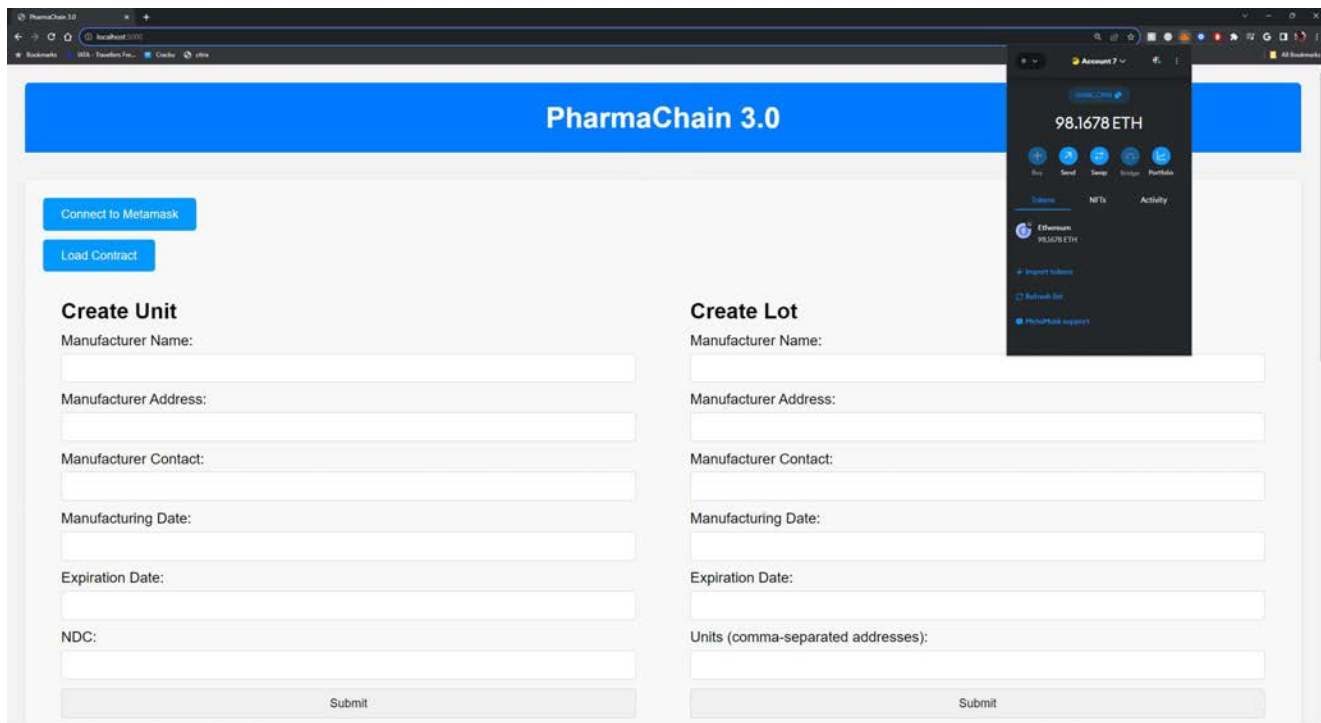 PharmaChain 3.0
localhost:5000
Bookmarks
All Bookmarks
Account 7
98.1678 ETH
Buy Send Swap Bridge Portfolio
Tokens NFTs Activity
Ethereum
98.1678 ETH
+ Import tokens
Refresh list
MetaMask support
PharmaChain 3.0
Connect to Metamask
Load Contract
Create Unit
Manufacturer Name:
Manufacturer Address:
Manufacturer Contact:
Manufacturing Date:
Expiration Date:
NDC:
Submit
Create Lot
Manufacturer Name:
Manufacturer Address:
Manufacturer Contact:
Manufacturing Date:
Expiration Date:
Units (comma-separated addresses):
Submit